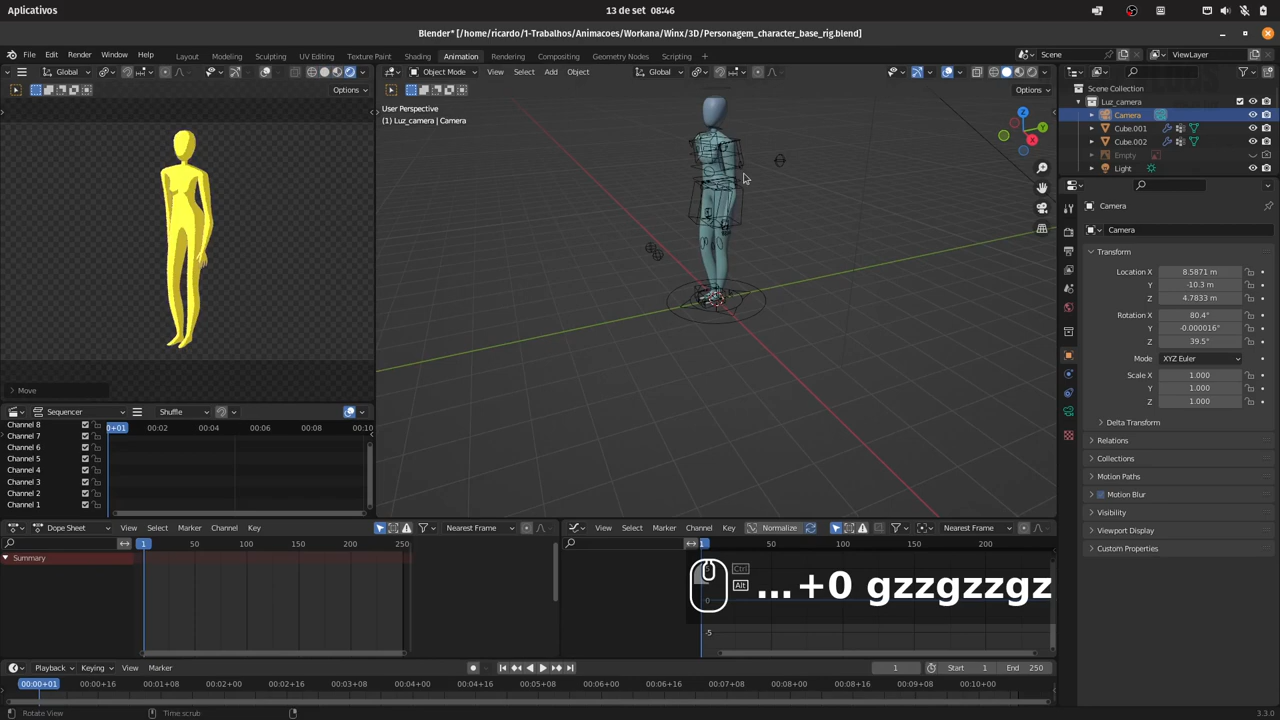 Aplicativos
13 de set 08:46
Blender* [/home/ricardo/1-Trabalhos/Animacoes/Workana/Winx/3D/Personagem_character_base_rig.blend]
File Edit Render Window Help
Layout Modeling Sculpting UV Editing Texture Paint Shading Animation Rendering Compositing Geometry Nodes Scripting +
Scene
ViewLayer
Global
Options
Object Mode View Select Add Object
Global
Options
User Perspective
(1) Luz_camera | Camera
X
Y
Z
Scene Collection
Luz_camera
Camera
Cube.001
Cube.002
Empty
Light
Camera
Camera
Transform
Location X 8.5871 m
Y -10.3 m
Z 4.7833 m
Rotation X 80.4°
Y -0.000016°
Z 39.5°
Mode XYZ Euler
Scale X 1.000
Y 1.000
Z 1.000
Delta Transform
Relations
Collections
Motion Paths
Motion Blur
Visibility
Viewport Display
Custom Properties
Move
Sequencer
Shuffle
0+01 00:02 00:04 00:06 00:08 00:10
Channel 8
Channel 7
Channel 6
Channel 5
Channel 4
Channel 3
Channel 2
Channel 1
Dope Sheet View Select Marker Channel Key
Nearest Frame
1 50 100 150 200 250
Summary
View Select Marker Channel Key
Normalize
Nearest Frame
1 50 100 150 200
0
-5
Ctrl
Alt
...+0 gzzgzzgz
Playback Keying View Marker
1
Start 1
End 250
00:00+01 00:00+16 00:01+08 00:02+00 00:02+16 00:03+08 00:04+00 00:04+16 00:05+08 00:06+00 00:06+16 00:07+08 00:08+00 00:08+16 00:09+08 00:10+00
Rotate View
Time.scrub
3.3.0